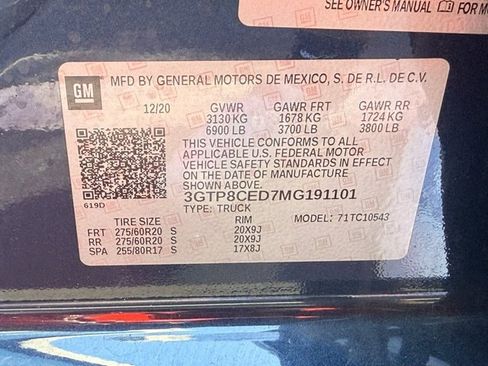 SEE OWNER'S MANUAL
GM
MFD BY GENERAL MOTORS DE MEXICO, S. DE R.L. DE C.V.
12/20 GVWR GAWR FRT GAWR RR
3130 KG 1678 KG 1724 KG
6900 LB 3700 LB 3800 LB
THIS VEHICLE CONFORMS TO ALL
APPLICABLE U.S. FEDERAL MOTOR
VEHICLE SAFETY STANDARDS IN EFFECT
ON THE DATE OF MANUFACTURE
SHOWN ABOVE.
619D
3GTP8CED7MG191101
TYPE: TRUCK MODEL: 71TC10543
TIRE SIZE RIM
FRT 275/60R20 S 20X9J
RR 275/60R20 S 20X9J
SPA 255/80R17 S 17X8J